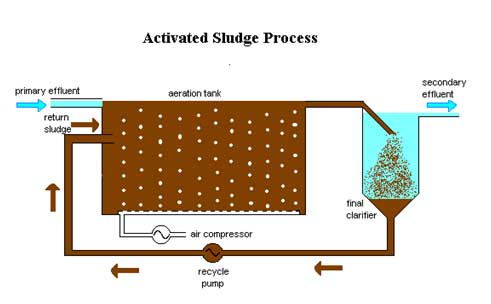 Activated Sludge Process
primary effluent
aeration tank
secondary
effluent
return
sludge
final
clarifier
air compressor
recycle
pump